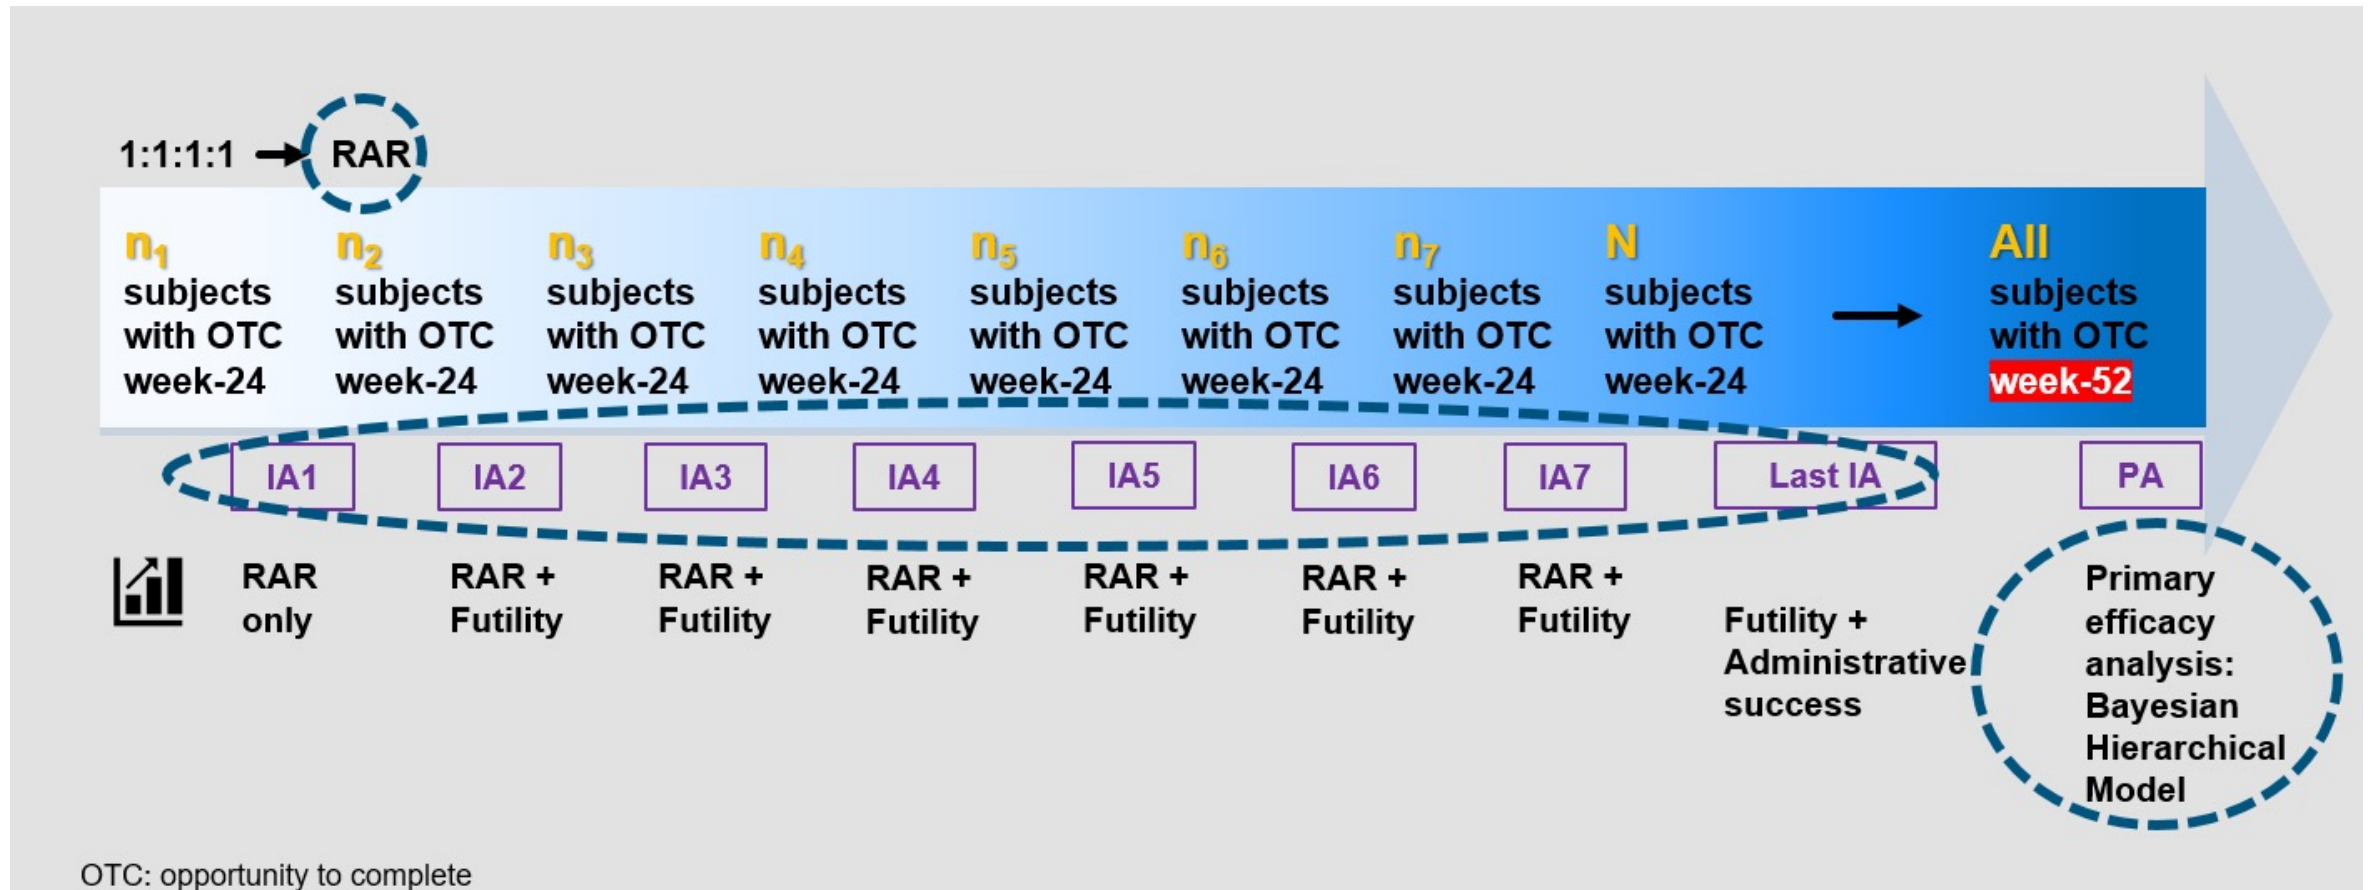 1:1:1:1 → RAR
n₁ n₂ n₃ n₄ n₅ n₆ n₇ N All
subjects subjects subjects subjects subjects subjects subjects subjects subjects
with OTC with OTC with OTC with OTC with OTC with OTC with OTC with OTC → with OTC
week-24 week-24 week-24 week-24 week-24 week-24 week-24 week-24 week-52
IA1 IA2 IA3 IA4 IA5 IA6 IA7 Last IA PA
RAR
only
RAR +
Futility
RAR +
Futility
RAR +
Futility
RAR +
Futility
RAR +
Futility
RAR +
Futility
Futility +
Administrative
success
Primary
efficacy
analysis:
Bayesian
Hierarchical
Model
OTC: opportunity to complete